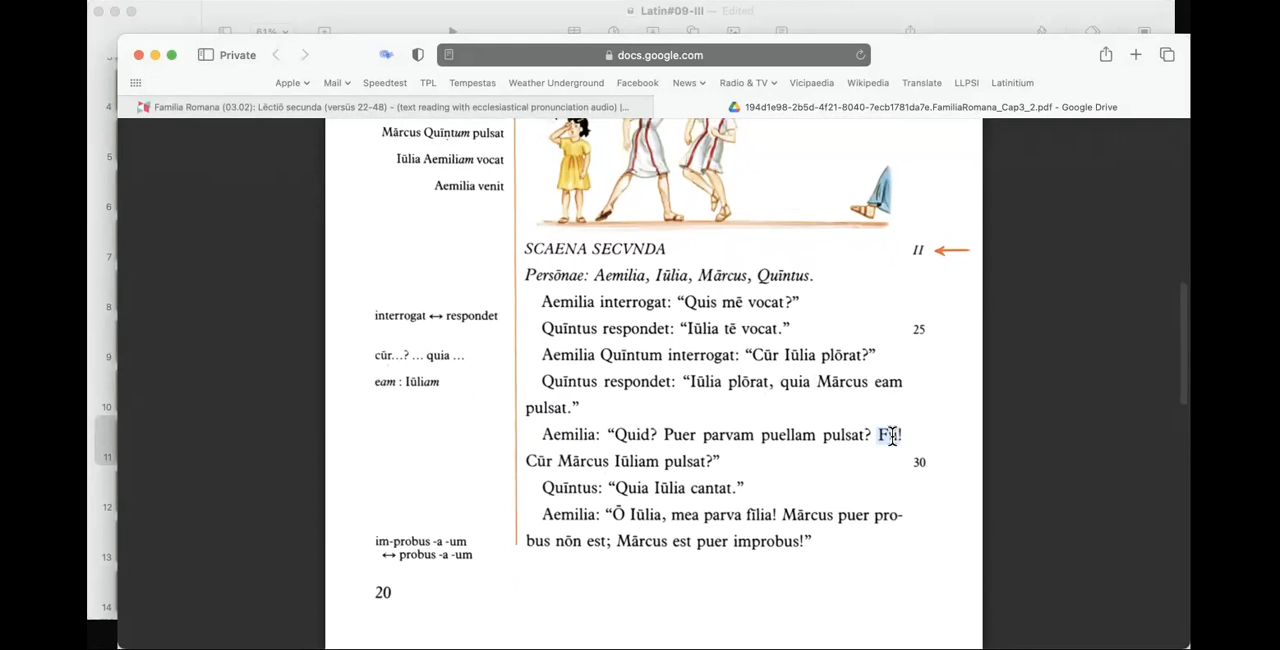 Latin#09-III — Edited
61%
Private
docs.google.com
Apple Mail Speedtest TPL Tempestas Weather Underground Facebook News Radio & TV Vicipaedia Wikipedia Translate LLPSI Latinitium
Familia Romana (03.02): Lēctiō secunda (versūs 22-48) - (text reading with ecclesiastical pronunciation audio) |...
194d1e98-2b5d-4f21-8040-7ecb1781da7e.FamiliaRomana_Cap3_2.pdf - Google Drive
4
5
6
7
8
9
10
11
12
13
14
Mārcus Quīntum pulsat
Iūlia Aemiliam vocat
Aemilia venit
SCAENA SECVNDA II
Persōnae: Aemilia, Iūlia, Mārcus, Quīntus.
Aemilia interrogat: “Quis mē vocat?”
interrogat ↔ respondet
Quīntus respondet: “Iūlia tē vocat.” 25
cūr...? ... quia ...
Aemilia Quīntum interrogat: “Cūr Iūlia plōrat?”
eam : Iūliam
Quīntus respondet: “Iūlia plōrat, quia Mārcus eam
pulsat.”
Aemilia: “Quid? Puer parvam puellam pulsat?
Cūr Mārcus Iūliam pulsat?” 30
Quīntus: “Quia Iūlia cantat.”
Aemilia: “Ō Iūlia, mea parva fīlia! Mārcus puer pro-
im-probus -a -um
bus nōn est; Mārcus est puer improbus!”
↔ probus -a -um
20